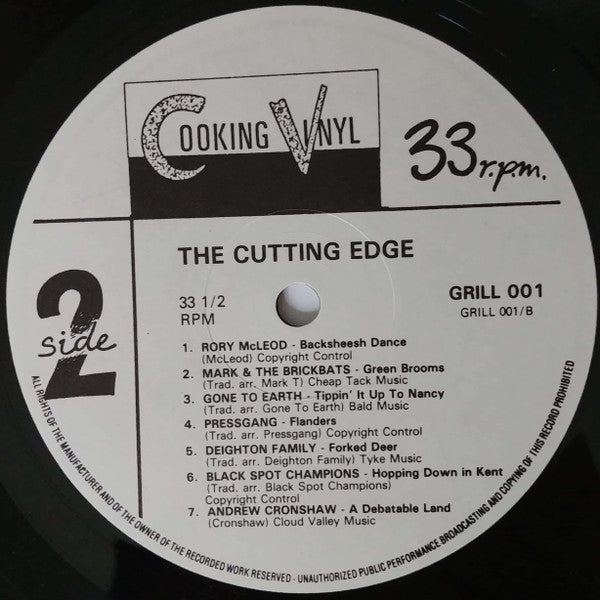 COOKING VINYL
33 r.p.m.
THE CUTTING EDGE
2 side
33 1/2
RPM
GRILL 001
GRILL 001/B
1. RORY McLEOD - Backsheesh Dance
(McLeod) Copyright Control
2. MARK & THE BRICKBATS - Green Brooms
(Trad. arr. Mark T) Cheap Tack Music
3. GONE TO EARTH - Tippin' It Up To Nancy
(Trad. arr. Gone To Earth) Bald Music
4. PRESSGANG - Flanders
(Trad. arr. Pressgang) Copyright Control
5. DEIGHTON FAMILY - Forked Deer
(Trad. arr. Deighton Family) Tyke Music
6. BLACK SPOT CHAMPIONS - Hopping Down in Kent
(Trad. arr. Black Spot Champions)
Copyright Control
7. ANDREW CRONSHAW - A Debatable Land
(Cronshaw) Cloud Valley Music
ALL RIGHTS OF THE MANUFACTURER AND OF THE OWNER OF THE RECORDED WORK RESERVED - UNAUTHORIZED PUBLIC PERFORMANCE BROADCASTING AND COPYING OF THIS RECORD PROHIBITED